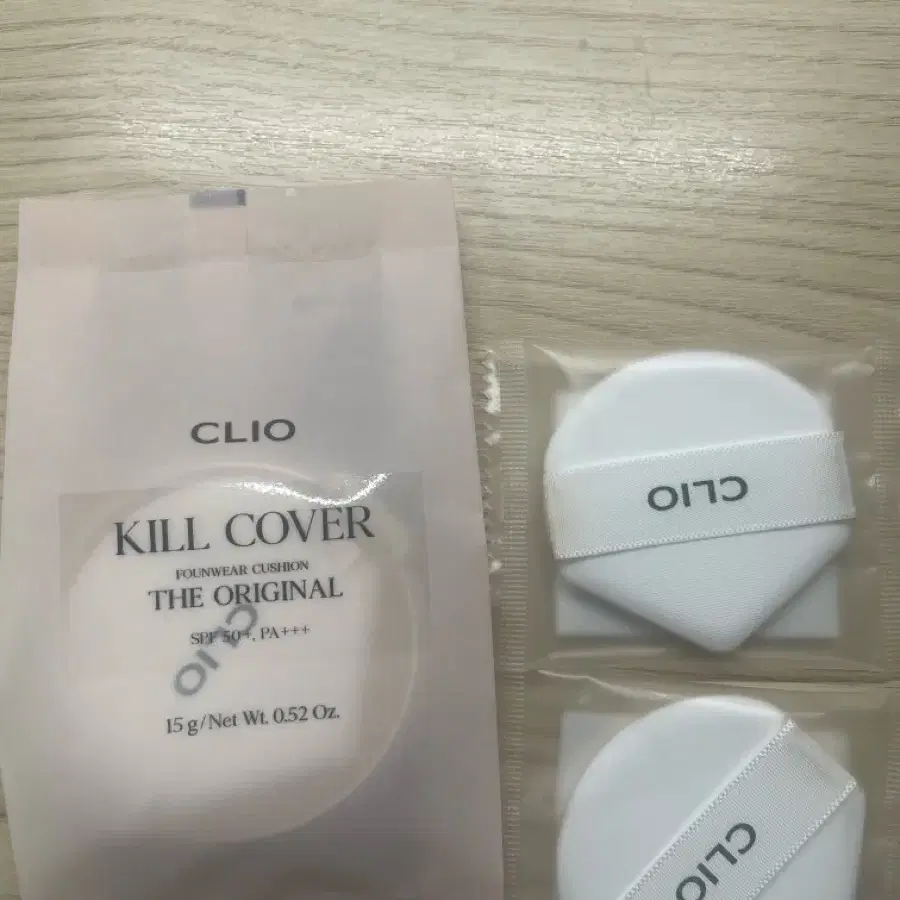 CLIO
KILL COVER
FOUNWEAR CUSHION
THE ORIGINAL
SPF 50+, PA+++
CLIO
15 g/Net Wt. 0.52 Oz.
CLIO
CLIO